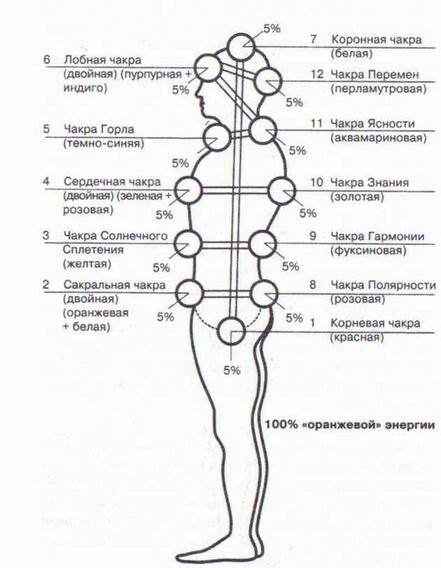 5%
7 Коронная чакра
(белая)
6 Лобная чакра
(двойная) (пурпурная +
индиго)
5%
12 Чакра Перемен
(перламутровая)
5%
5 Чакра Горла
(темно-синяя)
5%
11 Чакра Ясности
(аквамариновая)
5%
4 Сердечная чакра
(двойная) (зеленая +
розовая)
5%
10 Чакра Знания
(золотая)
5%
3 Чакра Солнечного
Сплетения
(желтая)
5%
9 Чакра Гармонии
(фуксиновая)
5%
2 Сакральная чакра
(двойная)
(оранжевая
+ белая)
5%
8 Чакра Полярности
(розовая)
5%
1 Корневая чакра
(красная)
5%
100% «оранжевой» энергии